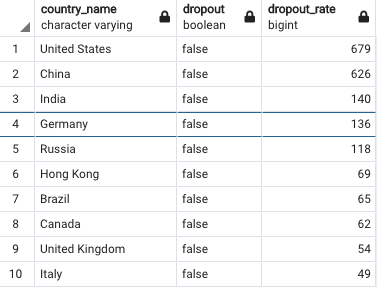 country_name dropout dropout_rate
character varying boolean bigint
1 United States false 679
2 China false 626
3 India false 140
4 Germany false 136
5 Russia false 118
6 Hong Kong false 69
7 Brazil false 65
8 Canada false 62
9 United Kingdom false 54
10 Italy false 49